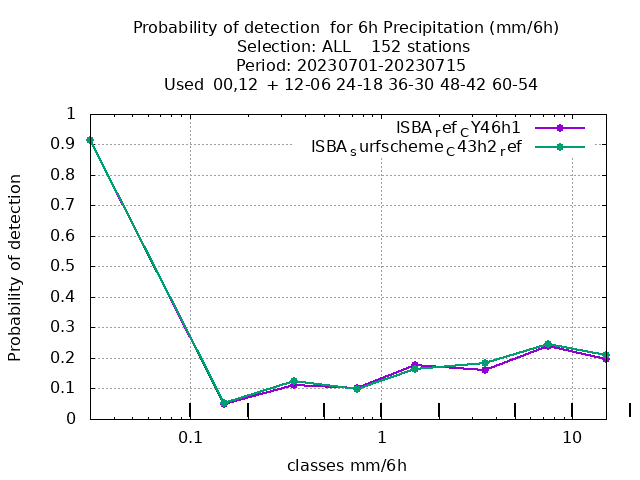 Probability of detection  for 6h Precipitation (mm/6h)
Selection: ALL    152 stations
Period: 20230701-20230715
Used  00,12  + 12-06 24-18 36-30 48-42 60-54
ISBA_ref_CY46h1
ISBA_surfscheme_C43h2_ref
Probability of detection
1
0.9
0.8
0.7
0.6
0.5
0.4
0.3
0.2
0.1
0
0.1 1 10
classes mm/6h